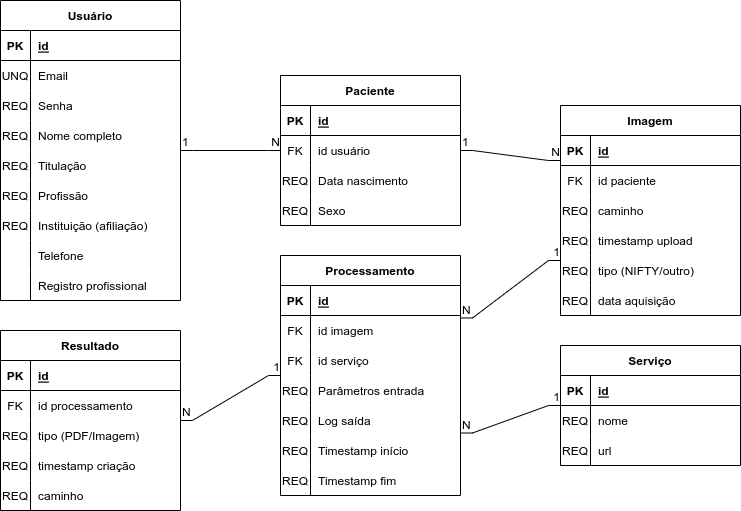 Usuário
PK id
UNQ Email
REQ Senha
REQ Nome completo
REQ Titulação
REQ Profissão
REQ Instituição (afiliação)
Telefone
Registro profissional
1
N
Paciente
PK id
FK id usuário
REQ Data nascimento
REQ Sexo
1
N
Imagem
PK id
FK id paciente
REQ caminho
REQ timestamp upload
REQ tipo (NIFTY/outro)
REQ data aquisição
1
N
Processamento
PK id
FK id imagem
FK id serviço
REQ Parâmetros entrada
REQ Log saída
REQ Timestamp início
REQ Timestamp fim
1
N
Resultado
PK id
FK id processamento
REQ tipo (PDF/Imagem)
REQ timestamp criação
REQ caminho
N
1
Serviço
PK id
REQ nome
REQ url